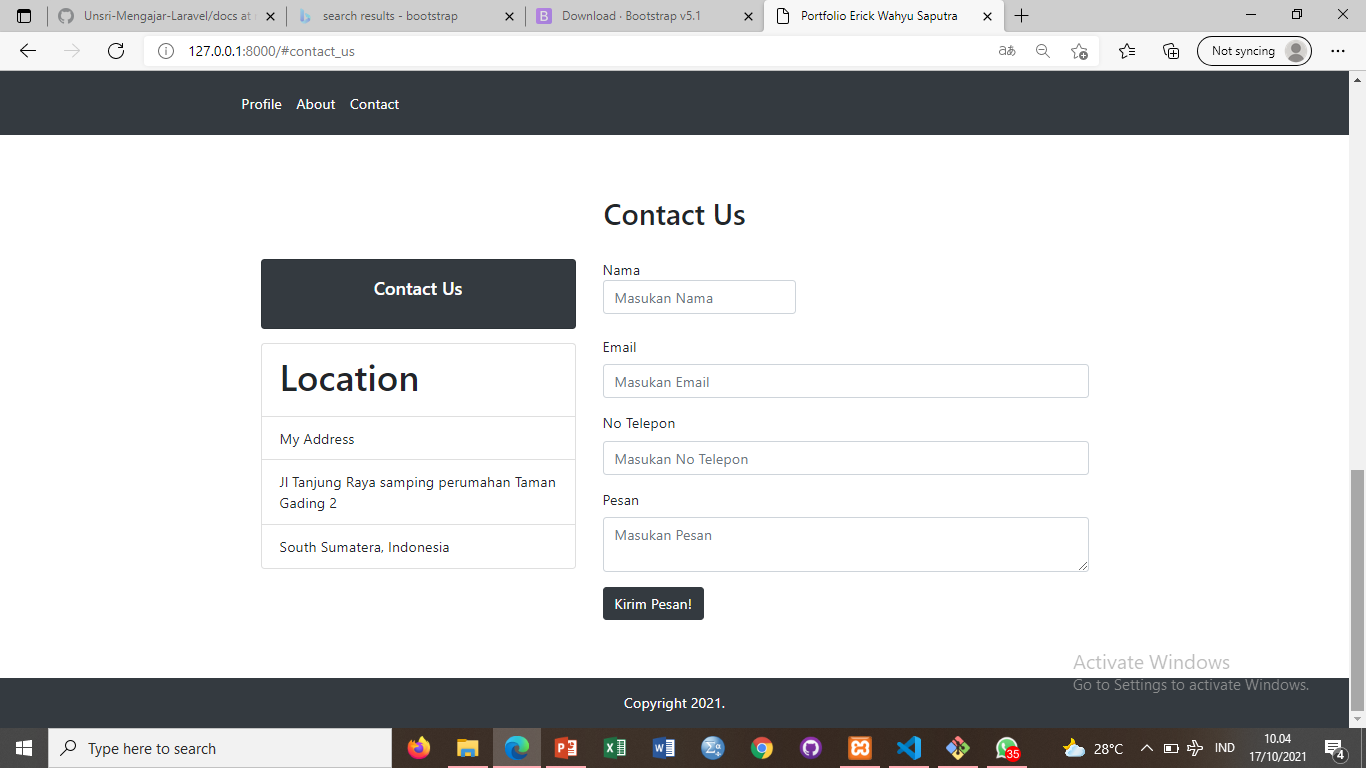 Unsri-Mengajar-Laravel/docs at
search results - bootstrap
Download · Bootstrap v5.1
Portfolio Erick Wahyu Saputra
127.0.0.1:8000/#contact_us
Not syncing
Profile About Contact
Contact Us
Contact Us
Location
My Address
Jl Tanjung Raya samping perumahan Taman
Gading 2
South Sumatera, Indonesia
Nama
Masukan Nama
Email
Masukan Email
No Telepon
Masukan No Telepon
Pesan
Masukan Pesan
Kirim Pesan!
Activate Windows
Go to Settings to activate Windows.
Copyright 2021.
Type here to search
35
28°C
IND
10.04
17/10/2021
4